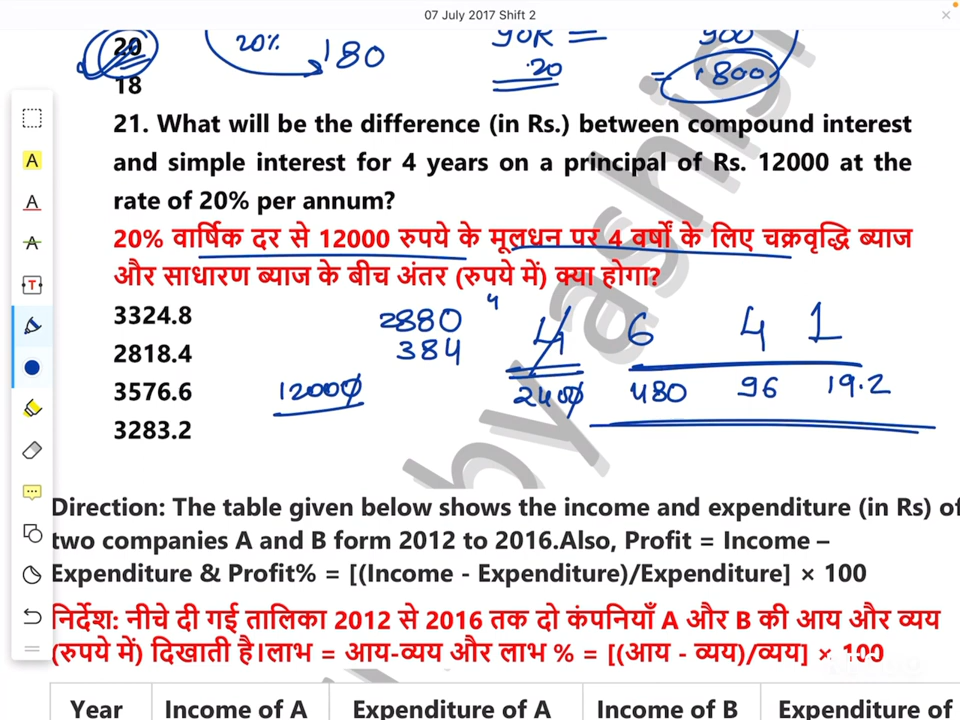 07 July 2017 Shift 2
20
20%
180
90R =
900
.20
= 1800
18
21. What will be the difference (in Rs.) between compound interest
and simple interest for 4 years on a principal of Rs. 12000 at the
rate of 20% per annum?
20% वार्षिक दर से 12000 रुपये के मूलधन पर 4 वर्षों के लिए चक्रवृद्धि ब्याज
और साधारण ब्याज के बीच अंतर (रुपये में) क्या होगा?
3324.8
2880 4 4 6 4 1
2818.4
384
3576.6
12000 2400 480 96 19.2
3283.2
by ashish
Direction: The table given below shows the income and expenditure (in Rs) of
two companies A and B form 2012 to 2016.Also, Profit = Income –
Expenditure & Profit% = [(Income - Expenditure)/Expenditure] × 100
निर्देश: नीचे दी गई तालिका 2012 से 2016 तक दो कंपनियाँ A और B की आय और व्यय
(रुपये में) दिखाती है।लाभ = आय-व्यय और लाभ % = [(आय - व्यय)/व्यय] × 100
Year Income of A Expenditure of A Income of B Expenditure of